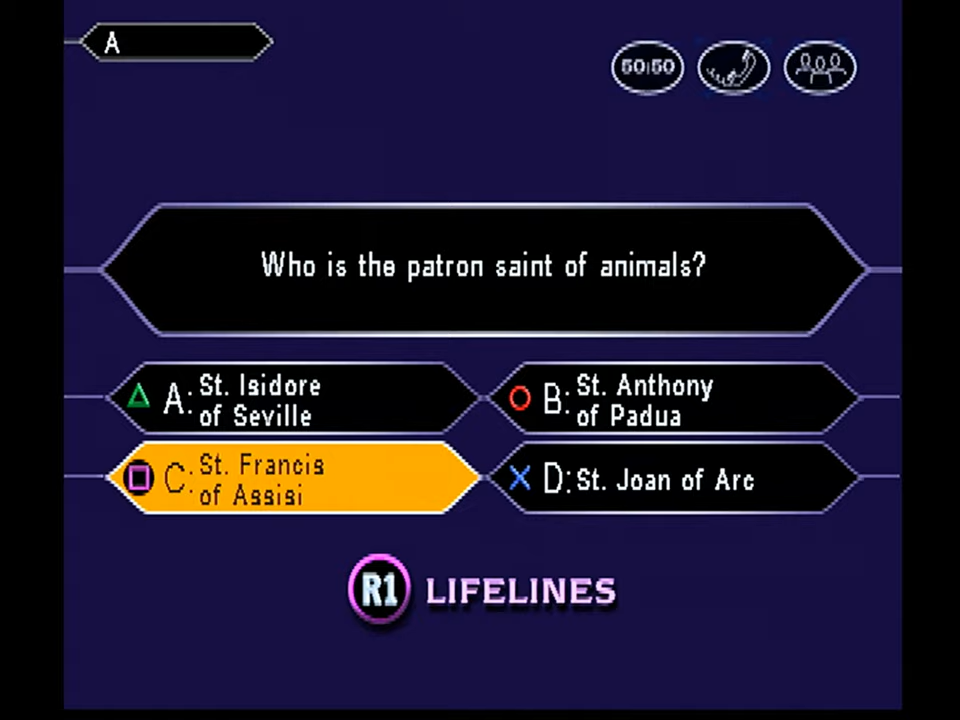 A
50:50
Who is the patron saint of animals?
A: St. Isidore
of Seville
B: St. Anthony
of Padua
C: St. Francis
of Assisi
D: St. Joan of Arc
R1 LIFELINES